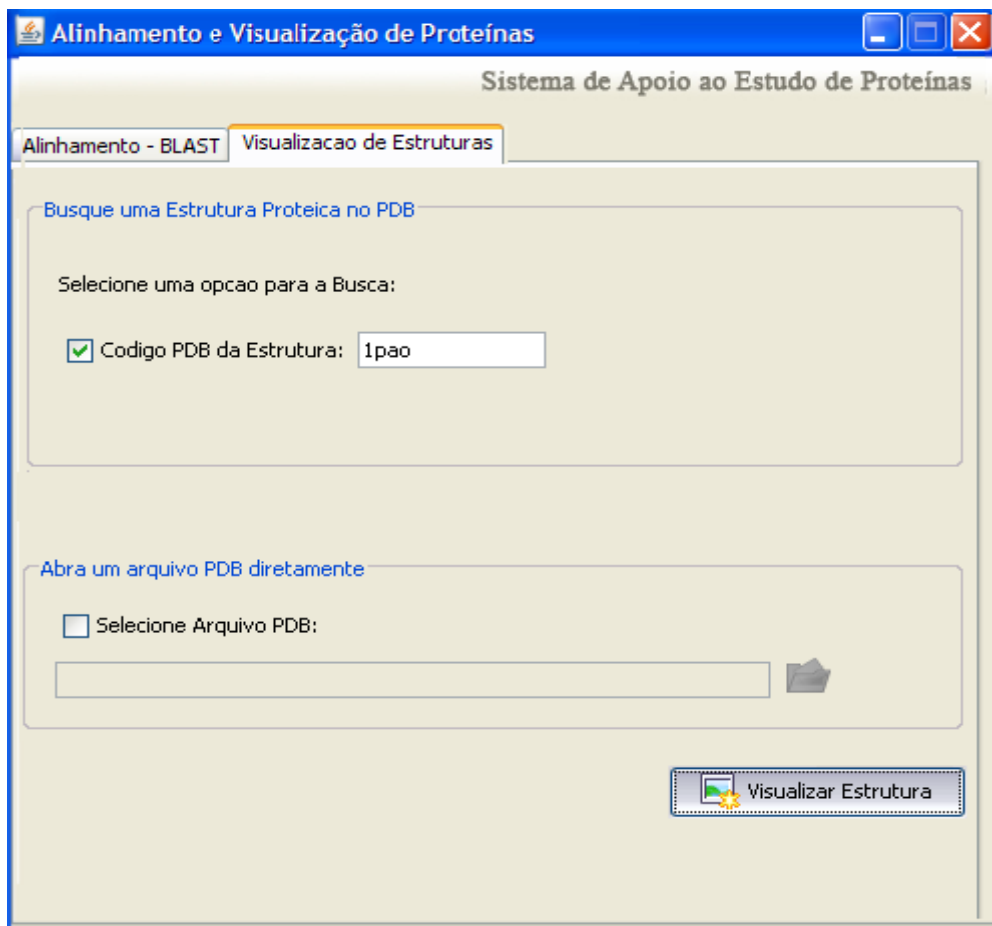 Alinhamento e Visualização de Proteínas
Sistema de Apoio ao Estudo de Proteínas
Alinhamento - BLAST
Visualizacao de Estruturas
Busque uma Estrutura Proteica no PDB
Selecione uma opcao para a Busca:
Codigo PDB da Estrutura: 1pao
Abra um arquivo PDB diretamente
Selecione Arquivo PDB:
Visualizar Estrutura